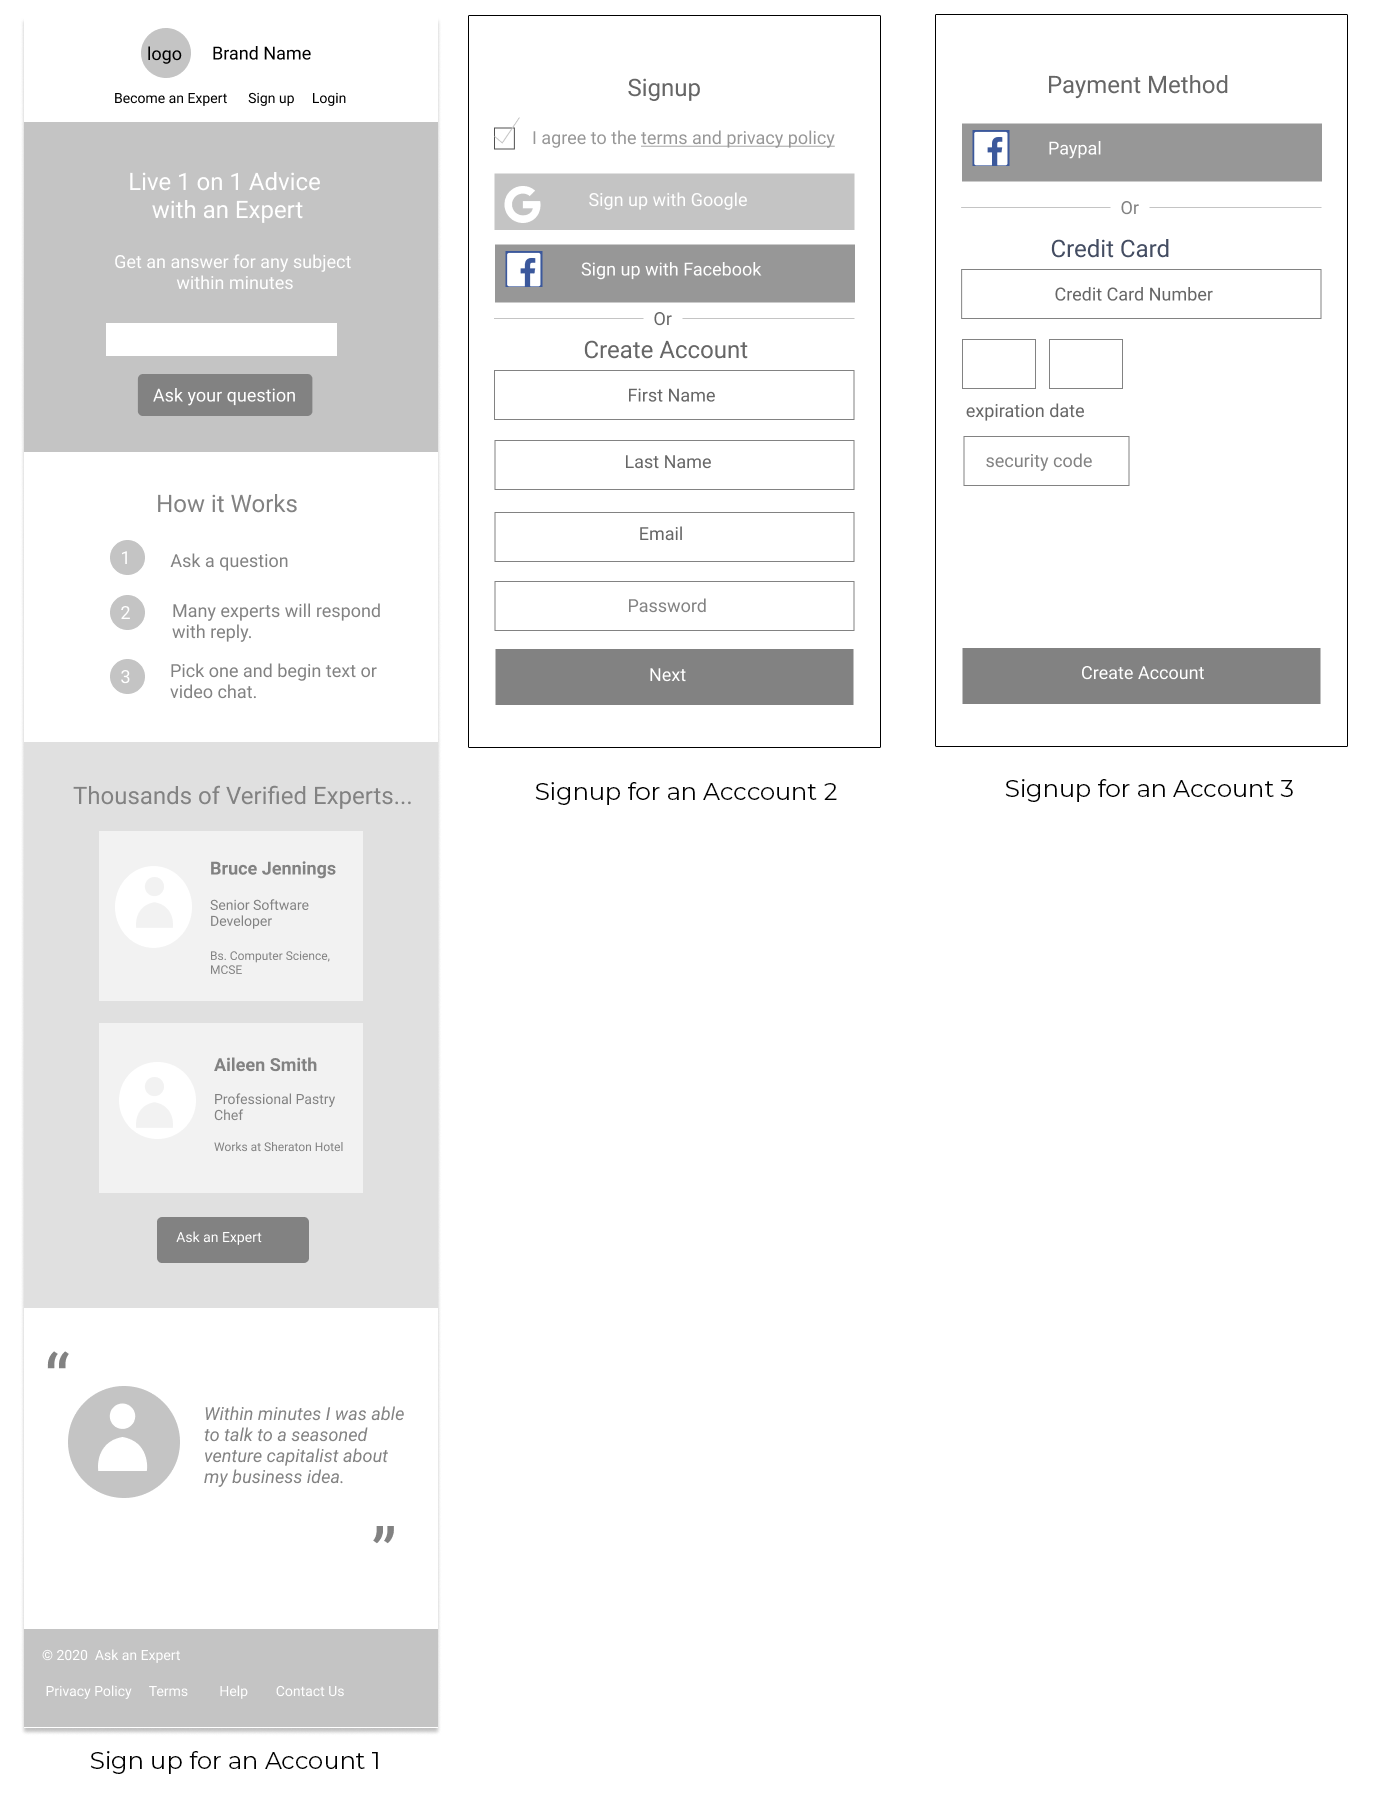 logo
Brand Name
Become an Expert Sign up Login
Live 1 on 1 Advice
with an Expert
Get an answer for any subject
within minutes
Ask your question
How it Works
1 Ask a question
2 Many experts will respond
with reply.
3 Pick one and begin text or
video chat.
Thousands of Verified Experts...
Bruce Jennings
Senior Software
Developer
Bs. Computer Science,
MCSE
Aileen Smith
Professional Pastry
Chef
Works at Sheraton Hotel
Ask an Expert
“
Within minutes I was able
to talk to a seasoned
venture capitalist about
my business idea.
”
© 2020 Ask an Expert
Privacy Policy Terms Help Contact Us
Sign up for an Account 1
Signup
I agree to the terms and privacy policy
G Sign up with Google
f Sign up with Facebook
Or
Create Account
First Name
Last Name
Email
Password
Next
Signup for an Acccount 2
Payment Method
f Paypal
Or
Credit Card
Credit Card Number
expiration date
security code
Create Account
Signup for an Account 3